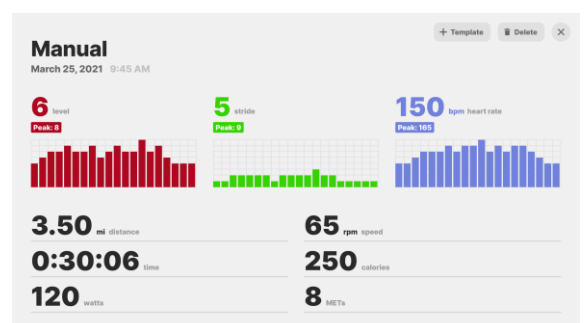 + Template
Delete
Manual
March 25, 2021 9:45 AM
6 level
Peak: 8
5 stride
Peak: 9
150 bpm heart rate
Peak: 165
3.50 mi distance
65 rpm speed
0:30:06 time
250 calories
120 watts
8 METs